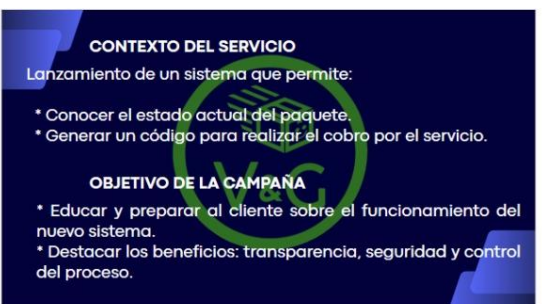 CONTEXTO DEL SERVICIO
Lanzamiento de un sistema que permite:
* Conocer el estado actual del paquete.
* Generar un código para realizar el cobro por el servicio.
V&G
OBJETIVO DE LA CAMPAÑA
* Educar y preparar al cliente sobre el funcionamiento del
nuevo sistema.
* Destacar los beneficios: transparencia, seguridad y control
del proceso.